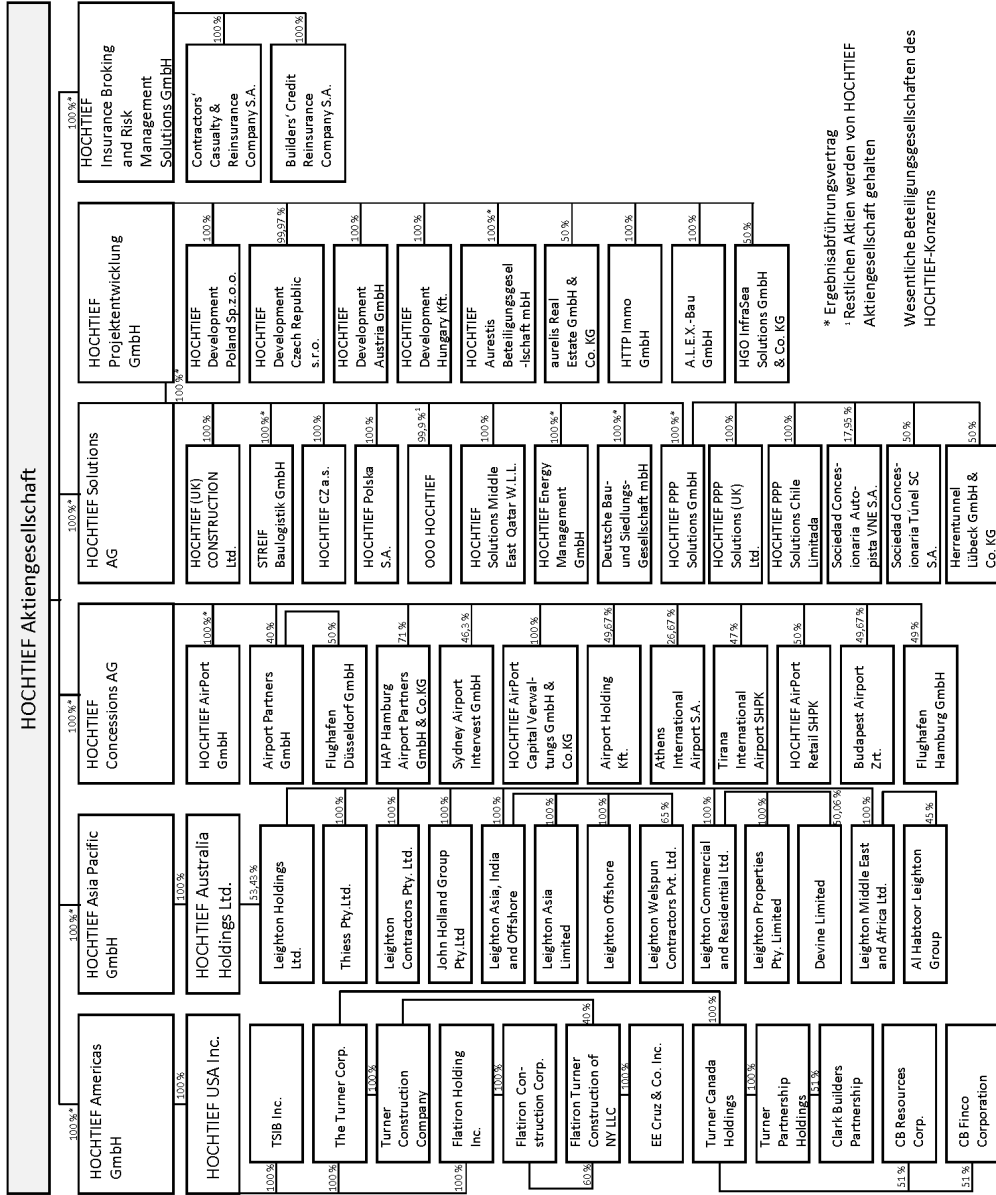 HOCHTIEF Aktiengesellschaft
100 %*
HOCHTIEF Americas
GmbH
100 %
HOCHTIEF USA Inc.
100 %
TSIB Inc.
100 %
The Turner Corp.
100 %
Turner
Construction
Company
100 %
Flatiron Holding
Inc.
100 %
Flatiron Con-
struction Corp.
60 %
40 %
Flatiron Turner
Construction of
NY LLC
100 %
EE Cruz & Co. Inc.
100 %
Turner Canada
Holdings
100 %
Turner
Partnership
Holdings
51 %
Clark Builders
Partnership
51 %
CB Resources
Corp.
51 %
CB Finco
Corporation
100 %*
HOCHTIEF Asia Pacific
GmbH
100 %
HOCHTIEF Australia
Holdings Ltd.
53,43 %
Leighton Holdings
Ltd.
100 %
Thiess Pty.Ltd.
100 %
Leighton
Contractors Pty. Ltd.
100 %
John Holland Group
Pty.Ltd
100 %
Leighton Asia, India
and Offshore
100 %
Leighton Asia
Limited
100 %
Leighton Offshore
65 %
Leighton Welspun
Contractors Pvt. Ltd.
100 %
Leighton Commercial
and Residential Ltd.
100 %
Leighton Properties
Pty. Limited
50,06 %
Devine Limited
100 %
Leighton Middle East
and Africa Ltd.
45 %
Al Habtoor Leighton
Group
100 %*
HOCHTIEF
Concessions AG
100 %*
HOCHTIEF AirPort
GmbH
40 %
Airport Partners
GmbH
50 %
Flughafen
Düsseldorf GmbH
71 %
HAP Hamburg
Airport Partners
GmbH & Co.KG
46,3 %
Sydney Airport
Intervest GmbH
100 %
HOCHTIEF AirPort
Capital Verwal-
tungs GmbH &
Co.KG
49,67 %
Airport Holding
Kft.
26,67 %
Athens
International
Airport S.A.
47 %
Tirana
International
Airport SHPK
50 %
HOCHTIEF AirPort
Retail SHPK
49,67 %
Budapest Airport
Zrt.
49 %
Flughafen
Hamburg GmbH
100 %*
HOCHTIEF Solutions
AG
100 %
HOCHTIEF (UK)
CONSTRUCTION
Ltd.
100 %*
STREIF
Baulogistik GmbH
100 %
HOCHTIEF CZ a.s.
100 %
HOCHTIEF Polska
S.A.
99,9 %¹
OOO HOCHTIEF
100 %
HOCHTIEF
Solutions Middle
East Qatar W.L.L.
100 %*
HOCHTIEF Energy
Management
GmbH
100 %*
Deutsche Bau-
und Siedlungs-
Gesellschaft mbH
100 %*
HOCHTIEF PPP
Solutions GmbH
100 %
HOCHTIEF PPP
Solutions (UK)
Ltd.
100 %
HOCHTIEF PPP
Solutions Chile
Limitada
17,95 %
Sociedad Conces-
ionaria Auto-
pista VNE S.A.
50 %
Sociedad Conces-
ionaria Túnel SC
S.A.
50 %
Herrentunnel
Lübeck GmbH &
Co. KG
100 %*
HOCHTIEF
Projektentwicklung
GmbH
100 %
HOCHTIEF
Development
Poland Sp.z.o.o.
99,97 %
HOCHTIEF
Development
Czech Republic
s.r.o.
100 %
HOCHTIEF
Development
Austria GmbH
100 %
HOCHTIEF
Development
Hungary Kft.
100 %*
HOCHTIEF
Aurestis
Beteiligungsgesel
-lschaft mbH
50 %
aurelis Real
Estate GmbH &
Co. KG
100 %
HTTP Immo
GmbH
100 %
A.L.E.X.-Bau
GmbH
50 %
HGO InfraSea
Solutions GmbH
& Co. KG
100 %*
HOCHTIEF
Insurance Broking
and Risk
Management
Solutions GmbH
100 %
Contractors'
Casualty &
Reinsurance
Company S.A.
100 %
Builders' Credit
Reinsurance
Company S.A.
* Ergebnisabführungsvertrag
¹ Restlichen Aktien werden von HOCHTIEF
Aktiengesellschaft gehalten
Wesentliche Beteiligungsgesellschaften des
HOCHTIEF-Konzerns